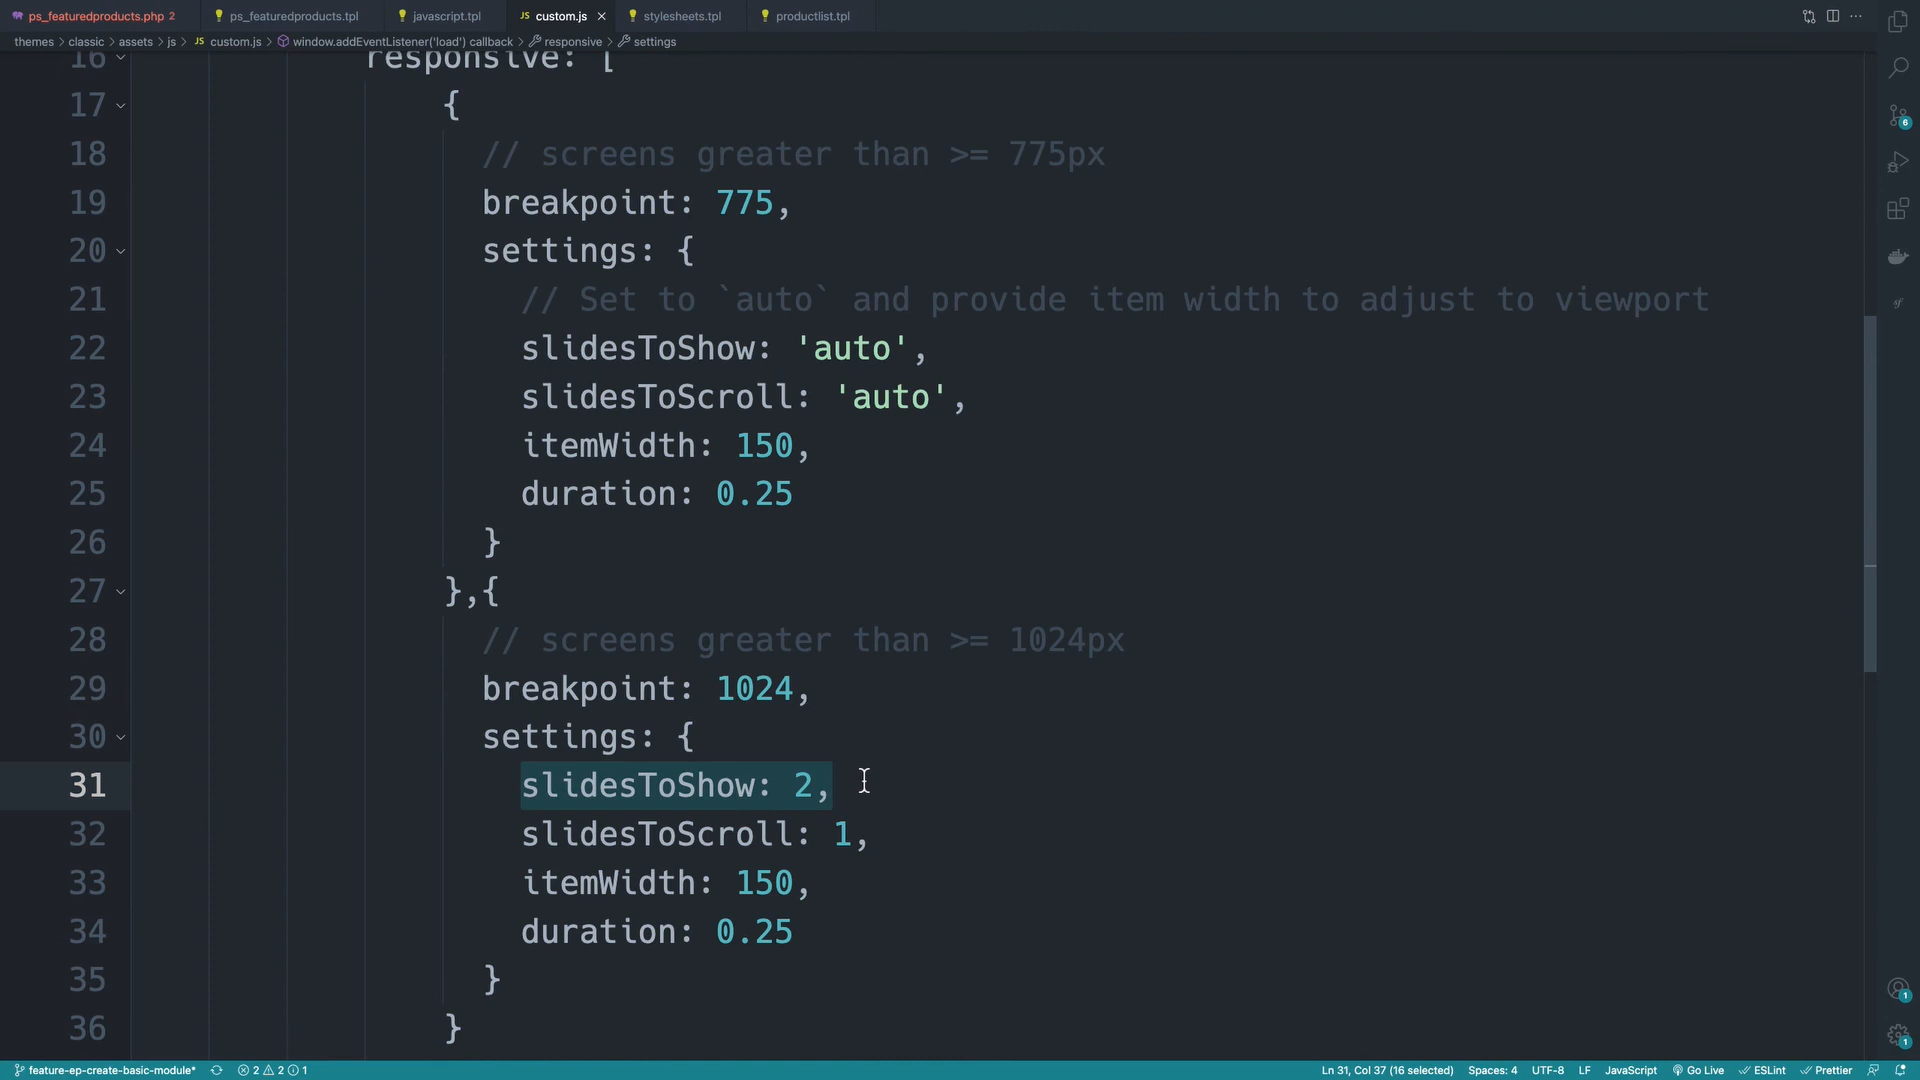 ps_featuredproducts.php 2 ps_featuredproducts.tpl javascript.tpl JS custom.js stylesheets.tpl productlist.tpl
themes > classic > assets > js > JS custom.js > window.addEventListener('load') callback > responsive > settings
16 responsive: [
17 {
18 // screens greater than >= 775px
19 breakpoint: 775,
20 settings: {
21 // Set to `auto` and provide item width to adjust to viewport
22 slidesToShow: 'auto',
23 slidesToScroll: 'auto',
24 itemWidth: 150,
25 duration: 0.25
26 }
27 },{
28 // screens greater than >= 1024px
29 breakpoint: 1024,
30 settings: {
31 slidesToShow: 2,
32 slidesToScroll: 1,
33 itemWidth: 150,
34 duration: 0.25
35 }
36 }
6
sf
1
1
feature-ep-create-basic-module* 2 2 1 Ln 31, Col 37 (16 selected) Spaces: 4 UTF-8 LF JavaScript Go Live ESLint Prettier